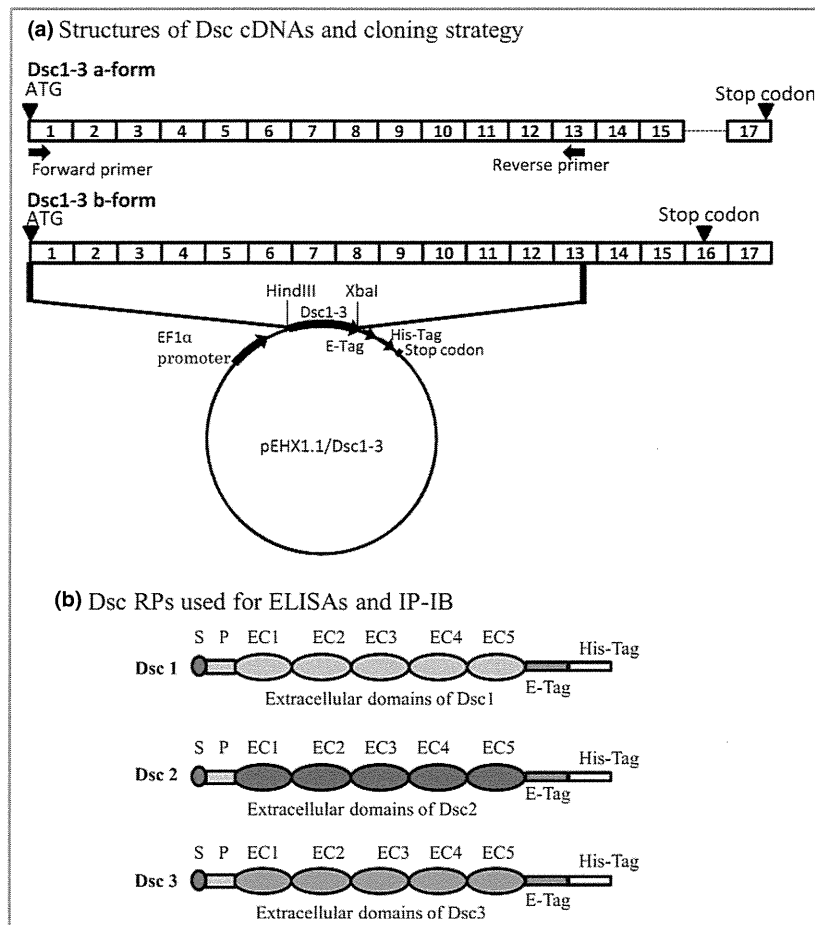 (a) Structures of Dsc cDNAs and cloning strategy
Dsc1-3 a-form
ATG
Stop codon
1 2 3 4 5 6 7 8 9 10 11 12 13 14 15 17
Forward primer
Reverse primer
Dsc1-3 b-form
ATG
Stop codon
1 2 3 4 5 6 7 8 9 10 11 12 13 14 15 16 17
HindIII XbaI
Dsc1-3
EF1α
promoter
E-Tag
His-Tag
Stop codon
pEHX1.1/Dsc1-3
(b) Dsc RPs used for ELISAs and IP-IB
S P EC1 EC2 EC3 EC4 EC5
His-Tag
Dsc 1
E-Tag
Extracellular domains of Dsc1
S P EC1 EC2 EC3 EC4 EC5
His-Tag
Dsc 2
E-Tag
Extracellular domains of Dsc2
S P EC1 EC2 EC3 EC4 EC5
His-Tag
Dsc 3
E-Tag
Extracellular domains of Dsc3